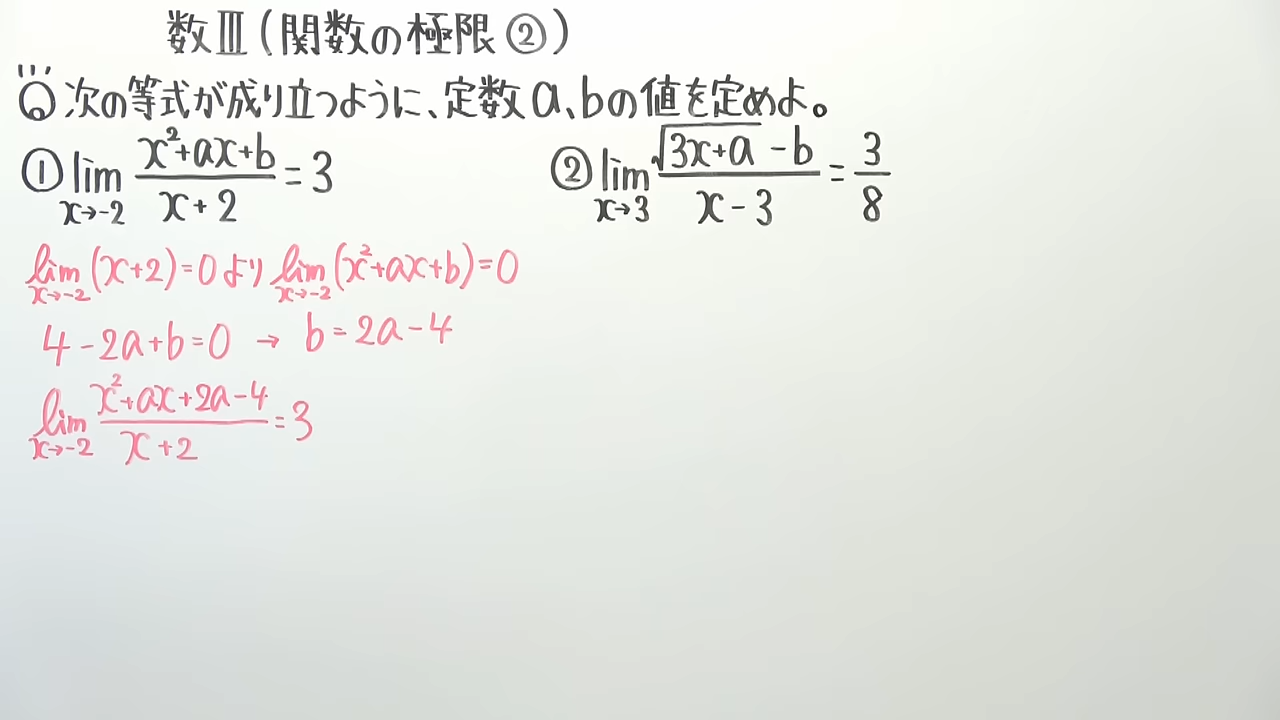 数Ⅲ(関数の極限②)
Q 次の等式が成り立つように、定数a、bの値を定めよ。
① lim_{x→-2} (x²+ax+b)/(x+2) = 3
② lim_{x→3} (√(3x+a) - b)/(x-3) = 3/8
lim_{x→-2} (x+2)=0 より lim_{x→-2} (x²+ax+b)=0
4-2a+b=0 → b=2a-4
lim_{x→-2} (x²+ax+2a-4)/(x+2) = 3